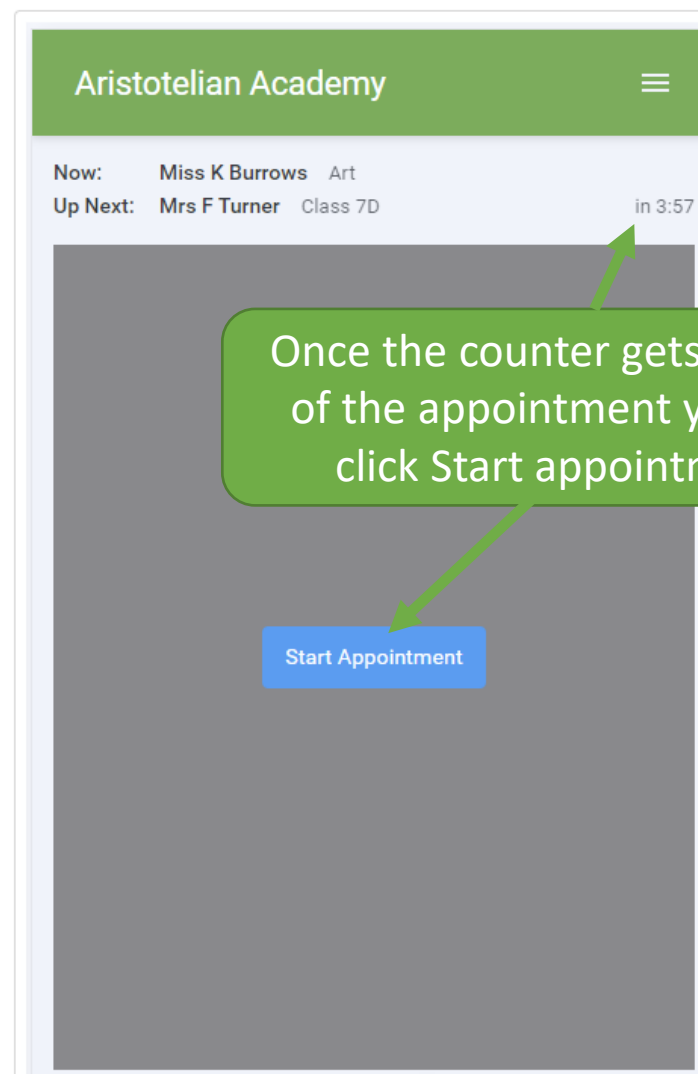 Aristotelian Academy
Now: Miss K Burrows Art
Up Next: Mrs F Turner Class 7D in 3:57
Once the counter gets
of the appointment
click Start
Start Appointment